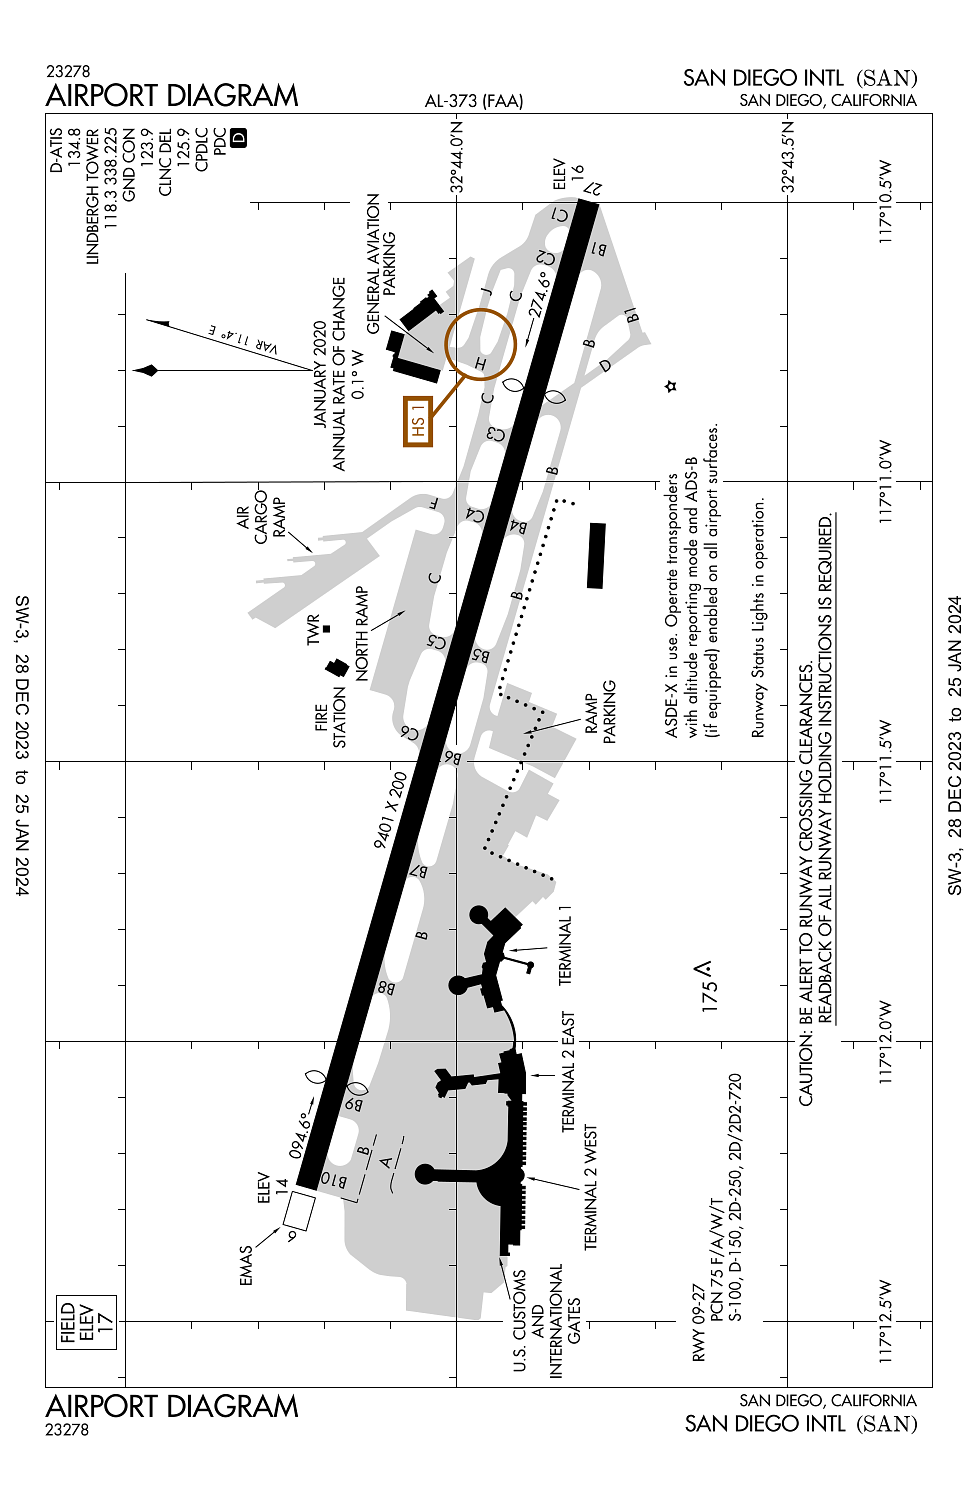 23278
AIRPORT DIAGRAM
AL-373 (FAA)
SAN DIEGO INTL (SAN)
SAN DIEGO, CALIFORNIA
D-ATIS
134.8
LINDBERGH TOWER
118.3 338.225
GND CON
123.9
CLNC DEL
125.9
CPDLC
PDC
D
VAR 11.4° E
JANUARY 2020
ANNUAL RATE OF CHANGE
0.1° W
GENERAL AVIATION
PARKING
32°44.0'N
32°43.5'N
ELEV
16
27
C1
B1
C2
J
C
274.6°
B1
B
D
H
HS 1
C
C3
B
117°10.5'W
117°11.0'W
AIR
CARGO
RAMP
F
C4
B4
C
B
TWR
NORTH RAMP
C5
B5
FIRE
STATION
C6
B6
RAMP
PARKING
ASDE-X in use. Operate transponders
with altitude reporting mode and ADS-B
(if equipped) enabled on all airport surfaces.
Runway Status Lights in operation.
CAUTION: BE ALERT TO RUNWAY CROSSING CLEARANCES.
READBACK OF ALL RUNWAY HOLDING INSTRUCTIONS IS REQUIRED.
117°11.5'W
9401 X 200
B7
B
B8
TERMINAL 1
175
TERMINAL 2 EAST
117°12.0'W
B9
094.6°
B
A
B10
ELEV
14
9
EMAS
TERMINAL 2 WEST
U.S. CUSTOMS
AND
INTERNATIONAL
GATES
RWY 09-27
PCN 75 F/A/W/T
S-100, D-150, 2D-250, 2D/2D2-720
117°12.5'W
FIELD
ELEV
17
SW-3, 28 DEC 2023 to 25 JAN 2024
SW-3, 28 DEC 2023 to 25 JAN 2024
AIRPORT DIAGRAM
23278
SAN DIEGO, CALIFORNIA
SAN DIEGO INTL (SAN)